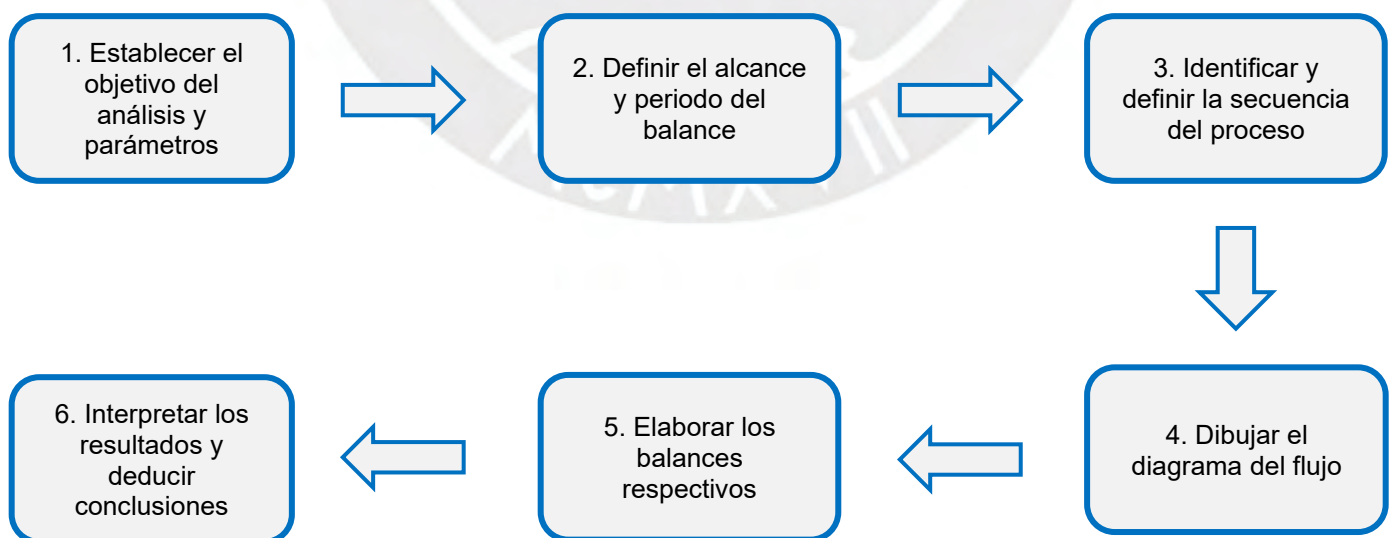 1. Establecer el
objetivo del
análisis y
parámetros
2. Definir el alcance
y periodo del
balance
3. Identificar y
definir la secuencia
del proceso
4. Dibujar el
diagrama del flujo
5. Elaborar los
balances
respectivos
6. Interpretar los
resultados y
deducir
conclusiones